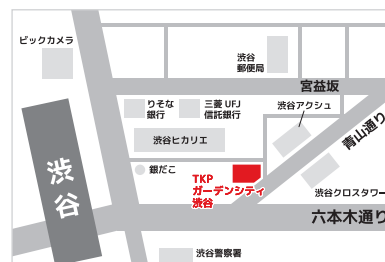 ビックカメラ
渋谷
郵便局
宮益坂
りそな
銀行
三菱 UFJ
信託銀行
渋谷アクシュ
青山通り
渋谷ヒカリエ
渋谷
銀だこ
TKP
ガーデンシティ
渋谷
渋谷クロスタワー
六本木通り
渋谷警察署